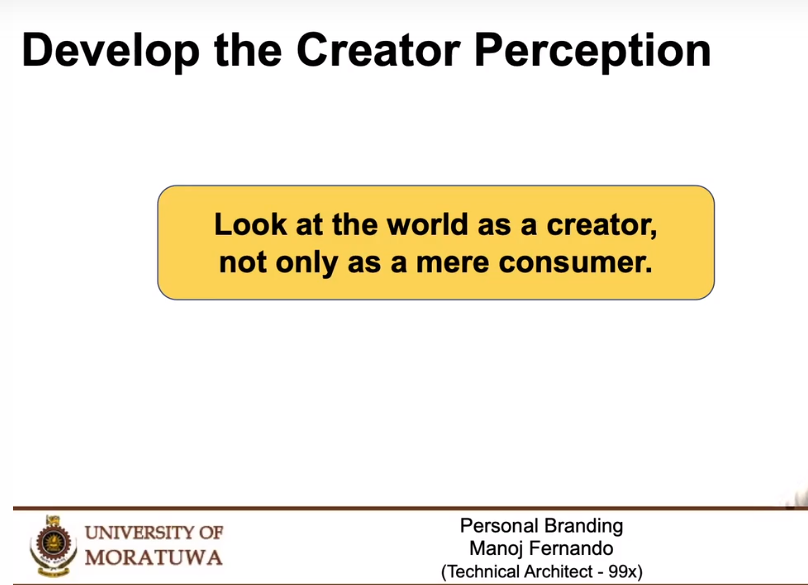 Develop the Creator Perception
Look at the world as a creator,
not only as a mere consumer.
UNIVERSITY OF
MORATUWA
Personal Branding
Manoj Fernando
(Technical Architect - 99x)